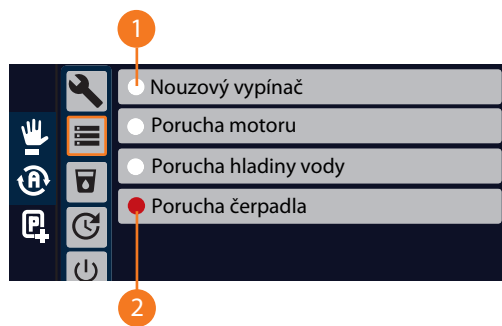 1
Nouzový vypínač
Porucha motoru
Porucha hladiny vody
Porucha čerpadla
A
P
2